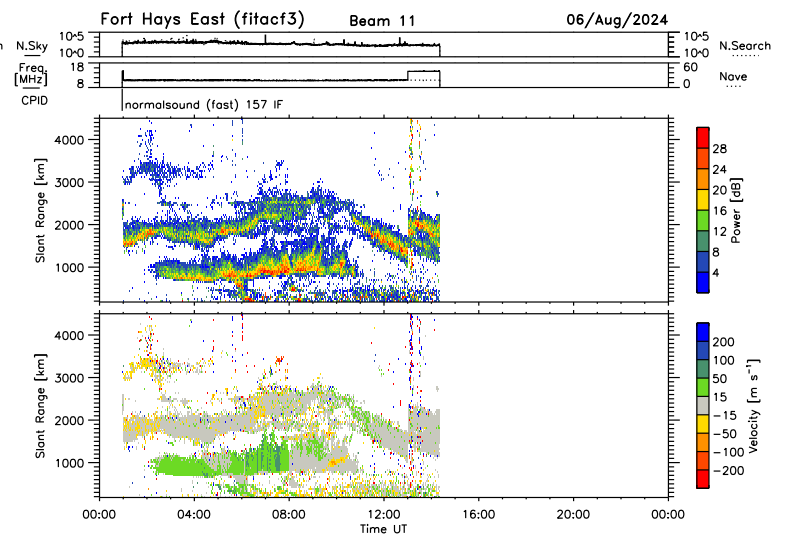 Fort Hays East (fitacf3) Beam 11 06/Aug/2024
n N.Sky 10^5 10^0 10^5 10^0 N.Search
Freq. [MHz] 18 8 60 0 Nave
CPID normalsound (fast) 157 IF
Slant Range [km] 4000 3000 2000 1000
28 24 20 16 12 8 4 Power [dB]
Slant Range [km] 4000 3000 2000 1000
200 100 50 15 −15 −50 −100 −200 Velocity [m s⁻¹]
00:00 04:00 08:00 12:00 16:00 20:00 00:00
Time UT